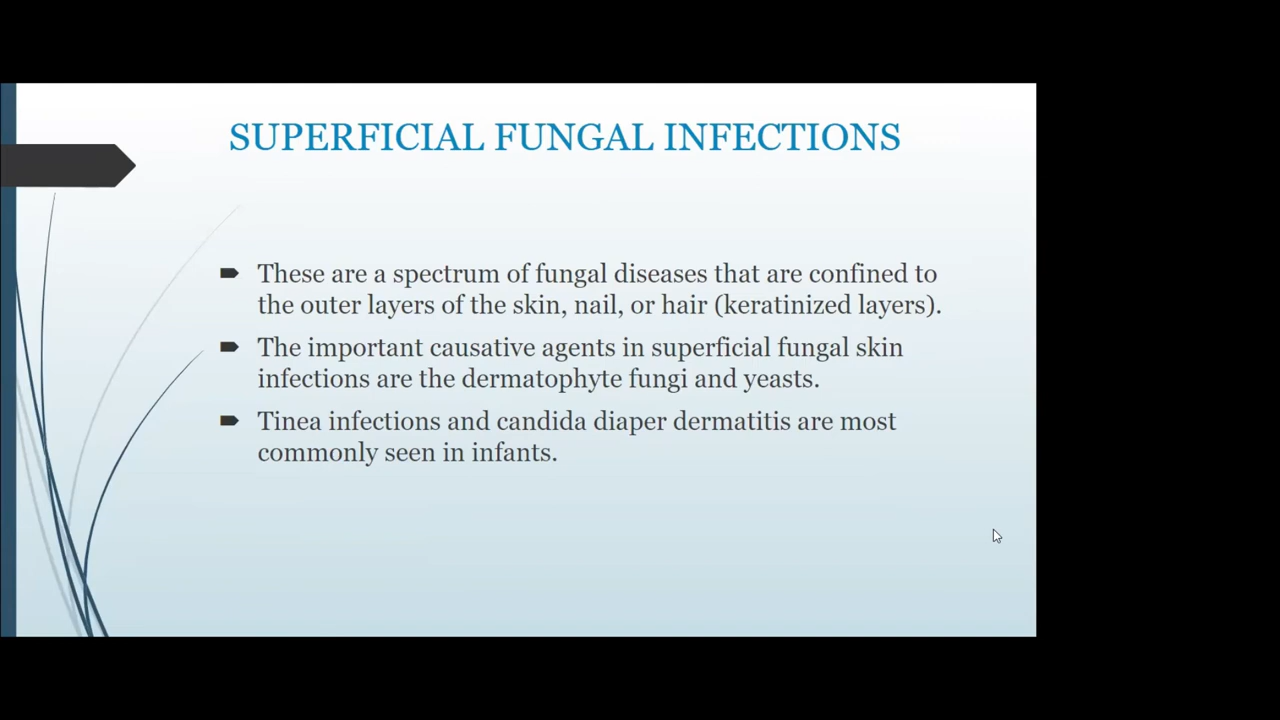 SUPERFICIAL FUNGAL INFECTIONS
These are a spectrum of fungal diseases that are confined to
the outer layers of the skin, nail, or hair (keratinized layers).
The important causative agents in superficial fungal skin
infections are the dermatophyte fungi and yeasts.
Tinea infections and candida diaper dermatitis are most
commonly seen in infants.